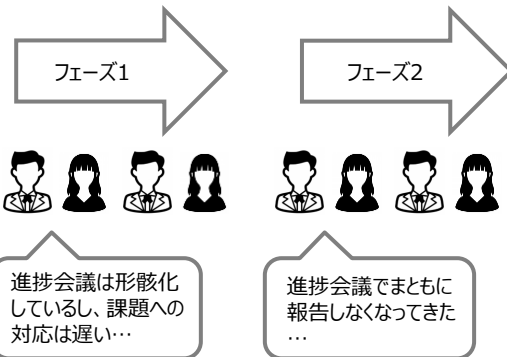 フェーズ1
フェーズ2
進捗会議は形骸化
しているし、課題への
対応は遅い…
進捗会議でまともに
報告しなくなってきた
…